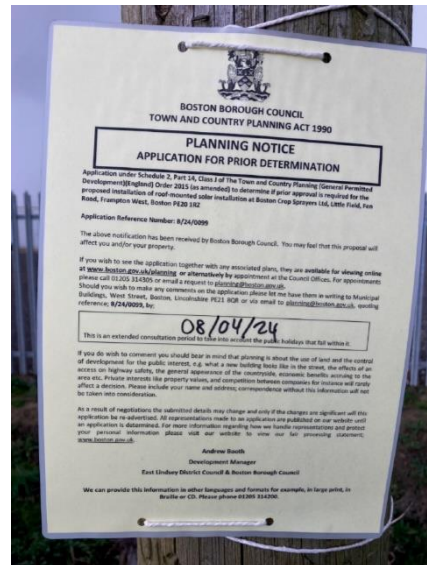 BOSTON BOROUGH COUNCIL
TOWN AND COUNTRY PLANNING ACT 1990
PLANNING NOTICE
APPLICATION FOR PRIOR DETERMINATION
Application under Schedule 2, Part 14, Class J of The Town and Country Planning (General Permitted
Development)(England) Order 2015 (as amended) to determine if prior approval is required for the
proposed installation of roof-mounted solar installation at Boston Crop Sprayers Ltd, Little Field, Fen
Road, Frampton West, Boston PE20 1RZ
Application Reference Number: B/24/0099
The above notification has been received by Boston Borough Council. You may feel that this proposal will
affect you and/or your property.
If you wish to see the application together with any associated plans, they are available for viewing online
at www.boston.gov.uk/planning or alternatively by appointment at the Council Offices. For appointments
please call 01205 314305 or email a request to planning@boston.gov.uk.
Should you wish to make any comments on the application please let me have them in writing to Municipal
Buildings, West Street, Boston, Lincolnshire PE21 8QR or via email to planning@boston.gov.uk, quoting
reference; B/24/0099, by;
08/04/24
This is an extended consultation period to take into account the public holidays that fall within it.
If you do wish to comment you should bear in mind that planning is about the use of land and the control
of development for the public interest, e.g. what a new building looks like in the street, the effects of an
access on highway safety, the general appearance of the countryside, economic benefits accruing to the
area etc. Private interests like property values, and competition between companies for instance will rarely
affect a decision. Please include your name and address; correspondence without this information will not
be taken into consideration.
As a result of negotiations the submitted details may change and only if the changes are significant will this
application be re-advertised. All representations made to an application are published on our website until
an application is determined. For more information regarding how we handle representations and protect
your personal information please visit our website to view our fair processing statement,
www.boston.gov.uk.
Andrew Booth
Development Manager
East Lindsey District Council & Boston Borough Council
We can provide this information in other languages and formats for example, in large print, in
Braille or CD. Please phone 01205 314200.